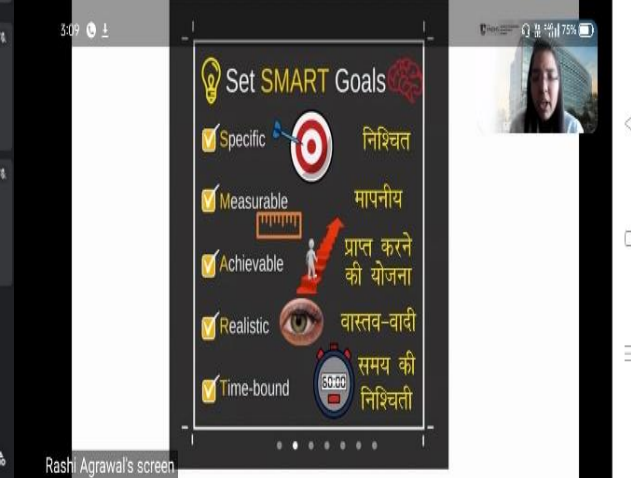 3:09
75%
Set SMART Goals
Specific निश्चित
Measurable मापनीय
Achievable प्राप्त करने
की योजना
Realistic वास्तव-वादी
Time-bound समय की
60:00 निश्चिती
Rashi Agrawal's screen